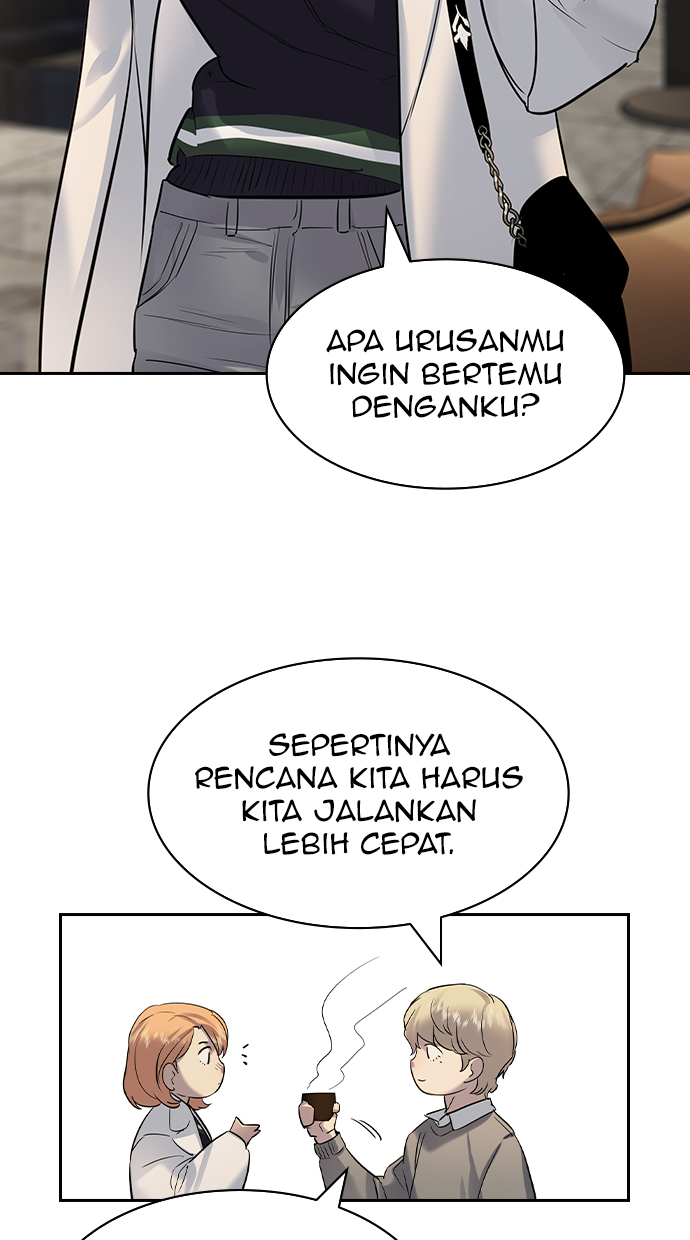 APA URUSANMU
INGIN BERTEMU
DENGANKU?
SEPERTINYA
RENCANA KITA HARUS
KITA JALANKAN
LEBIH CEPAT.